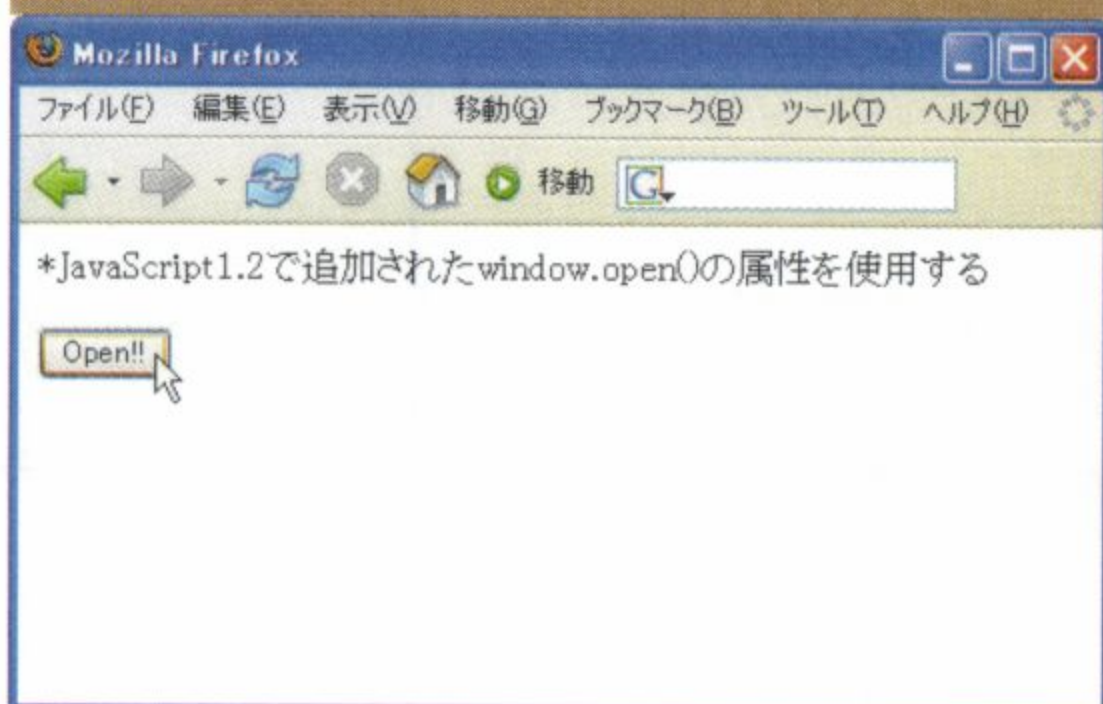 Mozilla Firefox
ファイル(F) 編集(E) 表示(V) 移動(G) ブックマーク(B) ツール(T) ヘルプ(H)
移動 G
*JavaScript1.2で追加されたwindow.open()の属性を使用する
Open!!